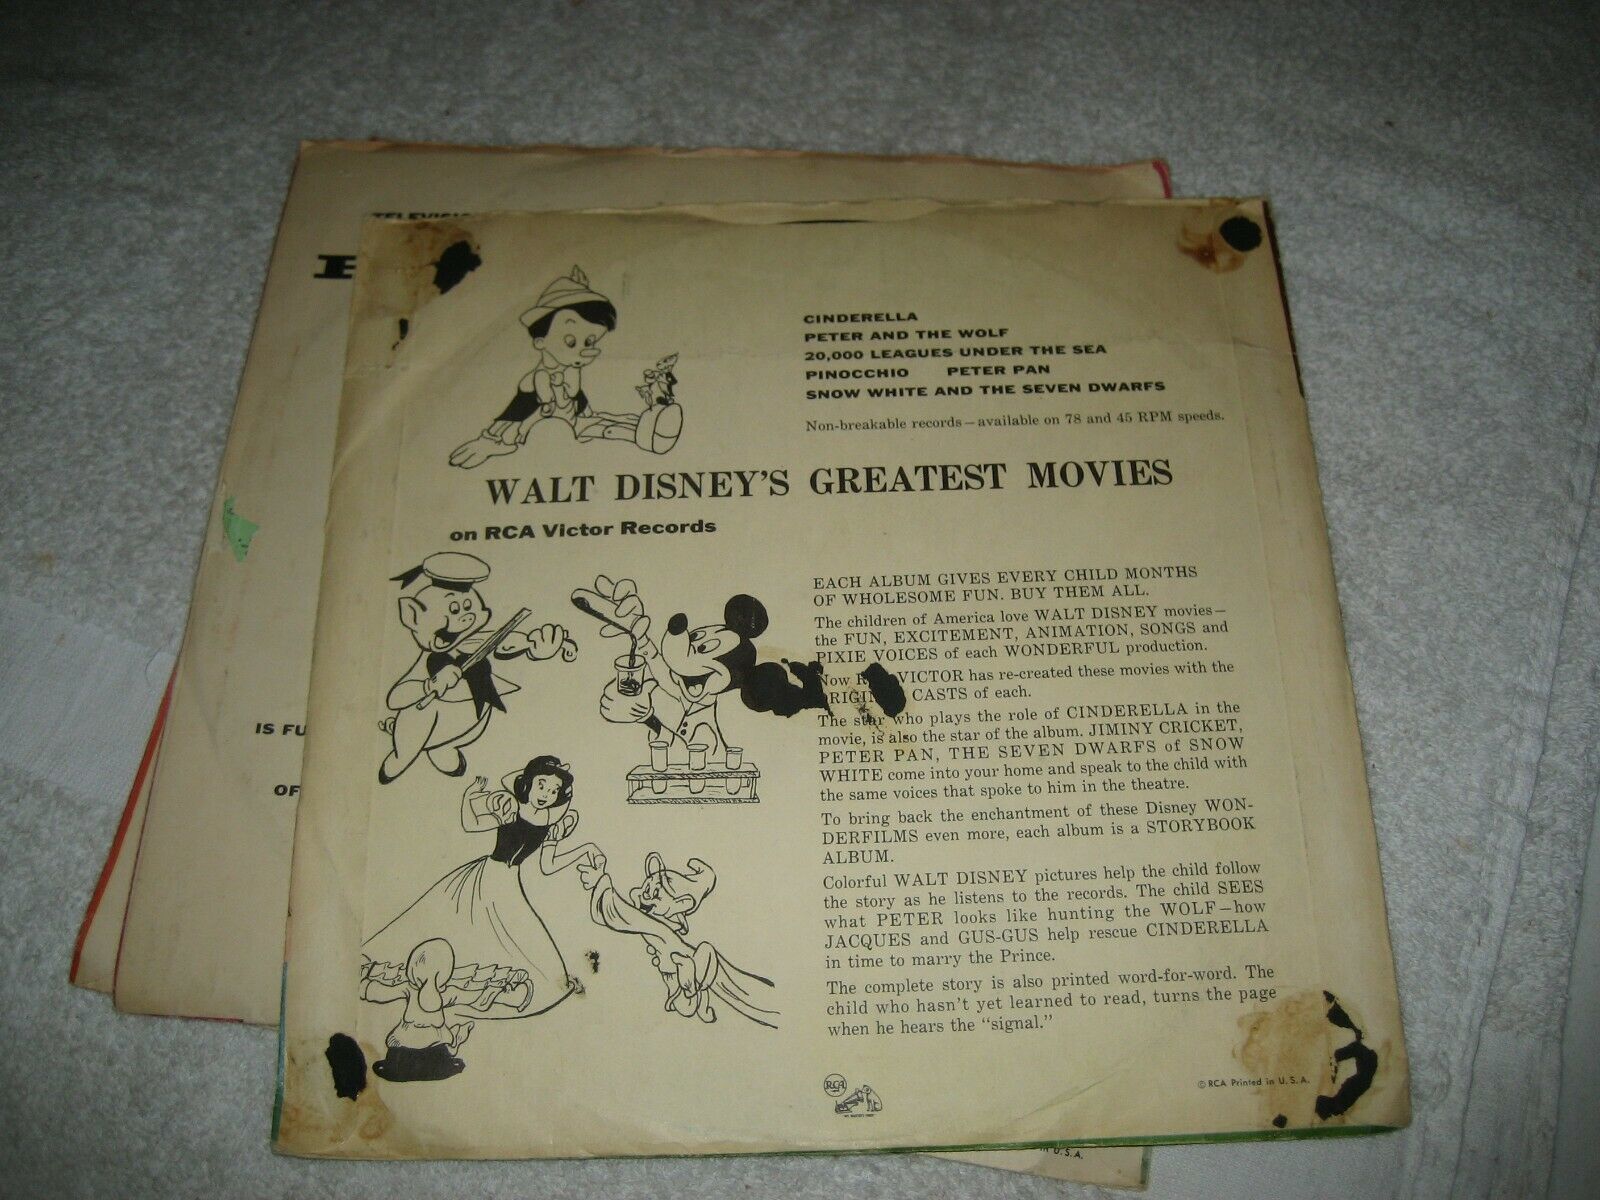 TELEVISI
CINDERELLA
PETER AND THE WOLF
20,000 LEAGUES UNDER THE SEA
PINOCCHIO PETER PAN
SNOW WHITE AND THE SEVEN DWARFS
Non-breakable records—available on 78 and 45 RPM speeds.
WALT DISNEY'S GREATEST MOVIES
on RCA Victor Records
EACH ALBUM GIVES EVERY CHILD MONTHS
OF WHOLESOME FUN. BUY THEM ALL.
The children of America love WALT DISNEY movies—
the FUN, EXCITEMENT, ANIMATION, SONGS and
PIXIE VOICES of each WONDERFUL production.
Now R VICTOR has re-created these movies with the
ORIGIN CASTS of each.
The star who plays the role of CINDERELLA in the
movie, is also the star of the album. JIMINY CRICKET,
PETER PAN, THE SEVEN DWARFS of SNOW
WHITE come into your home and speak to the child with
the same voices that spoke to him in the theatre.
To bring back the enchantment of these Disney WON-
DERFILMS even more, each album is a STORYBOOK
ALBUM.
Colorful WALT DISNEY pictures help the child follow
the story as he listens to the records. The child SEES
what PETER looks like hunting the WOLF—how
JACQUES and GUS-GUS help rescue CINDERELLA
in time to marry the Prince.
The complete story is also printed word-for-word. The
child who hasn't yet learned to read, turns the page
when he hears the "signal."
RCA
© RCA Printed in U. S. A.
IS FU
OF
U.S.A.